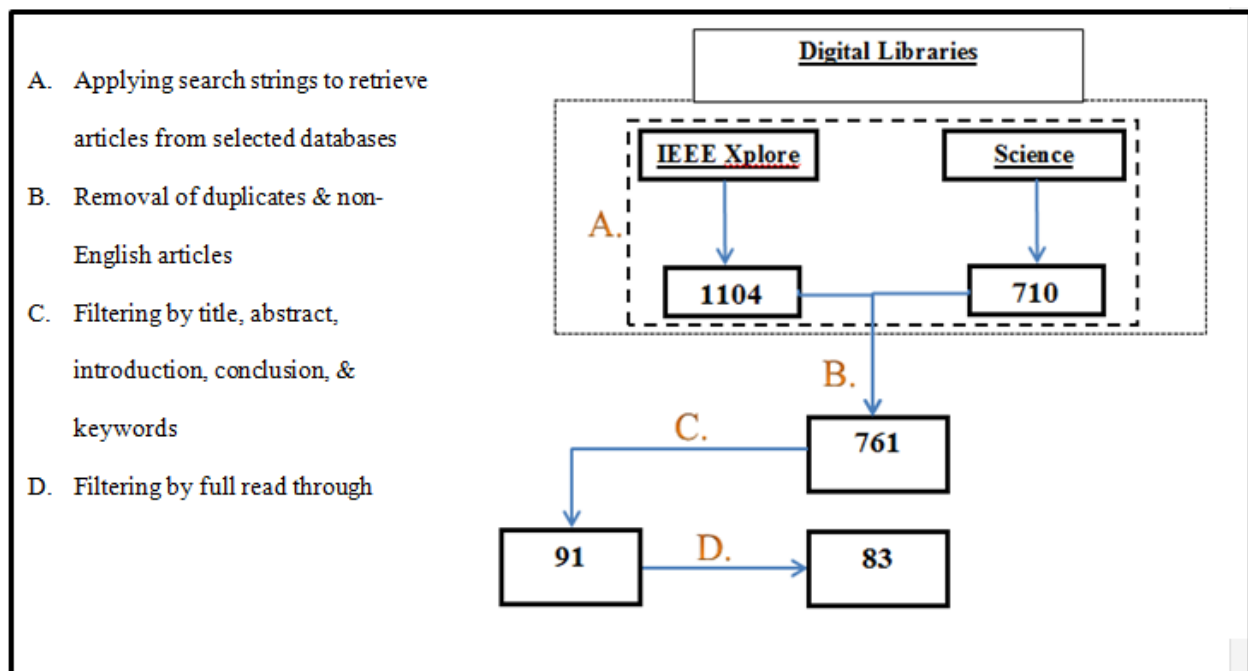 A. Applying search strings to retrieve
articles from selected databases
B. Removal of duplicates & non-
English articles
C. Filtering by title, abstract,
introduction, conclusion, &
keywords
D. Filtering by full read through
Digital Libraries
IEEE Xplore
Science
A.
1104
710
B.
761
C.
91
D.
83